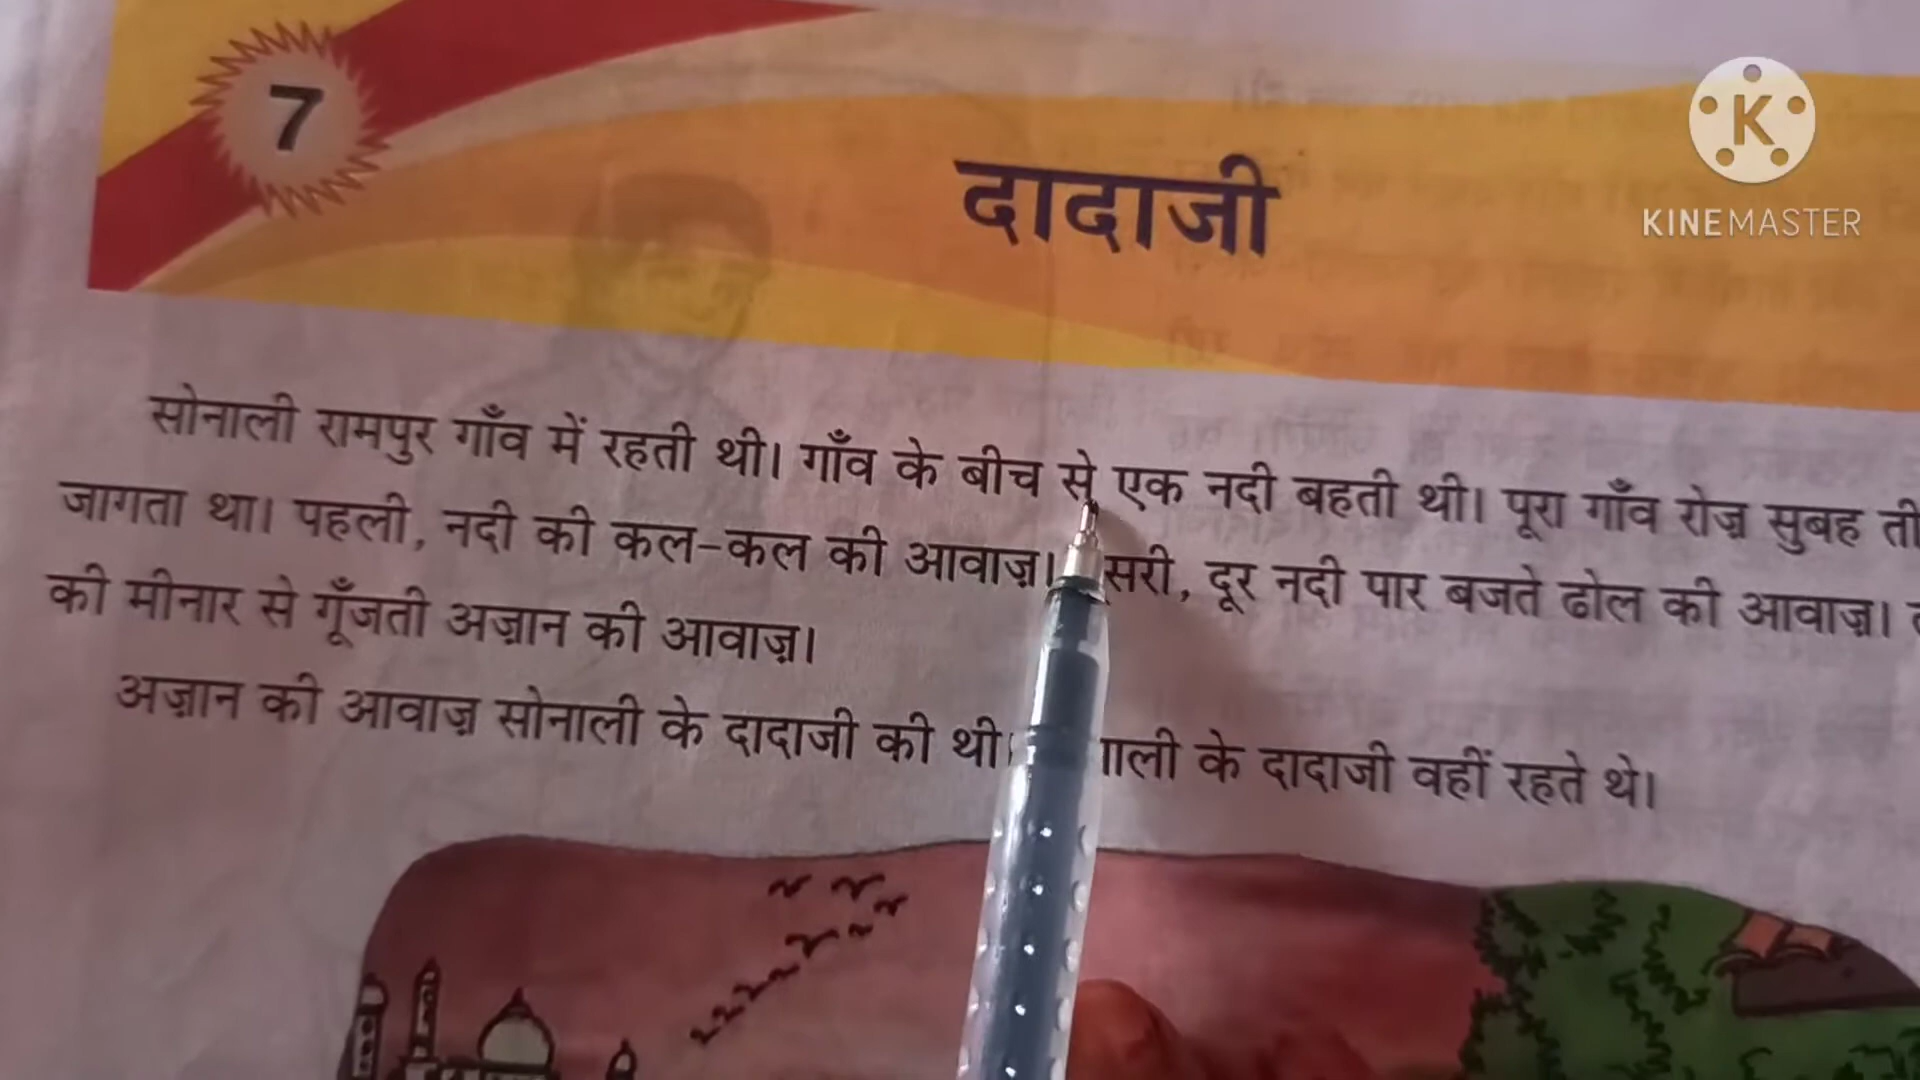 7
दादाजी
सोनाली रामपुर गाँव में रहती थी। गाँव के बीच से एक नदी बहती थी। पूरा गाँव रोज़ सुबह
जागता था। पहली, नदी की कल-कल की आवाज़। दूर नदी पार बजते ढोल की आवाज़।
की मीनार से गूँजती अज़ान की आवाज़।
अज़ान की आवाज़ सोनाली के दादाजी की थी। के दादाजी वहीं रहते थे।
K
KINEMASTER